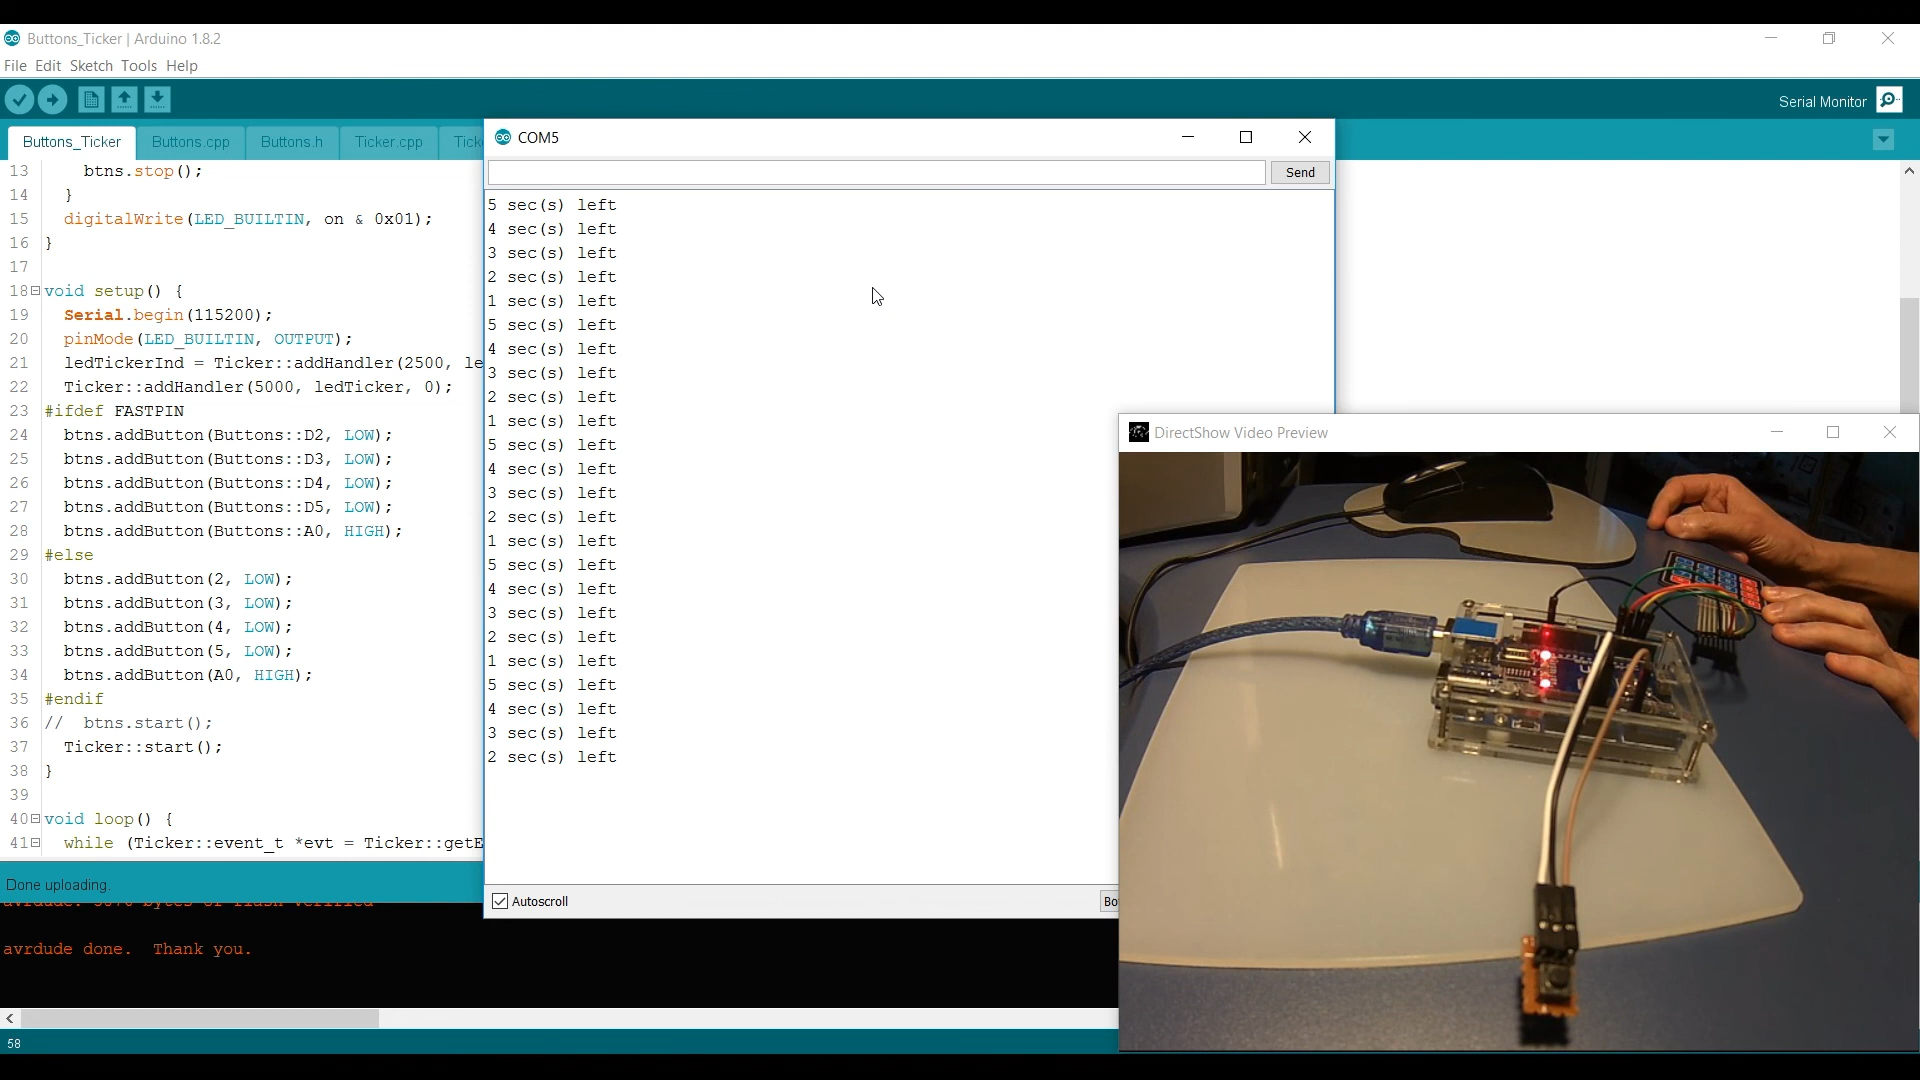 Buttons_Ticker | Arduino 1.8.2
File Edit Sketch Tools Help
Serial Monitor
Buttons_Ticker Buttons.cpp Buttons.h Ticker.cpp
13 btns.stop();
14 }
15 digitalWrite(LED_BUILTIN, on & 0x01);
16 }
17
18 void setup() {
19 Serial.begin(115200);
20 pinMode(LED_BUILTIN, OUTPUT);
21 ledTickerInd = Ticker::addHandler(2500, le
22 Ticker::addHandler(5000, ledTicker, 0);
23 #ifdef FASTPIN
24 btns.addButton(Buttons::D2, LOW);
25 btns.addButton(Buttons::D3, LOW);
26 btns.addButton(Buttons::D4, LOW);
27 btns.addButton(Buttons::D5, LOW);
28 btns.addButton(Buttons::A0, HIGH);
29 #else
30 btns.addButton(2, LOW);
31 btns.addButton(3, LOW);
32 btns.addButton(4, LOW);
33 btns.addButton(5, LOW);
34 btns.addButton(A0, HIGH);
35 #endif
36 // btns.start();
37 Ticker::start();
38 }
39
40 void loop() {
41 while (Ticker::event_t *evt = Ticker::getE
Done uploading.
avrdude done. Thank you.
58
COM5
Send
5 sec(s) left
4 sec(s) left
3 sec(s) left
2 sec(s) left
1 sec(s) left
5 sec(s) left
4 sec(s) left
3 sec(s) left
2 sec(s) left
1 sec(s) left
5 sec(s) left
4 sec(s) left
3 sec(s) left
2 sec(s) left
1 sec(s) left
5 sec(s) left
4 sec(s) left
3 sec(s) left
2 sec(s) left
1 sec(s) left
5 sec(s) left
4 sec(s) left
3 sec(s) left
2 sec(s) left
Autoscroll
DirectShow Video Preview